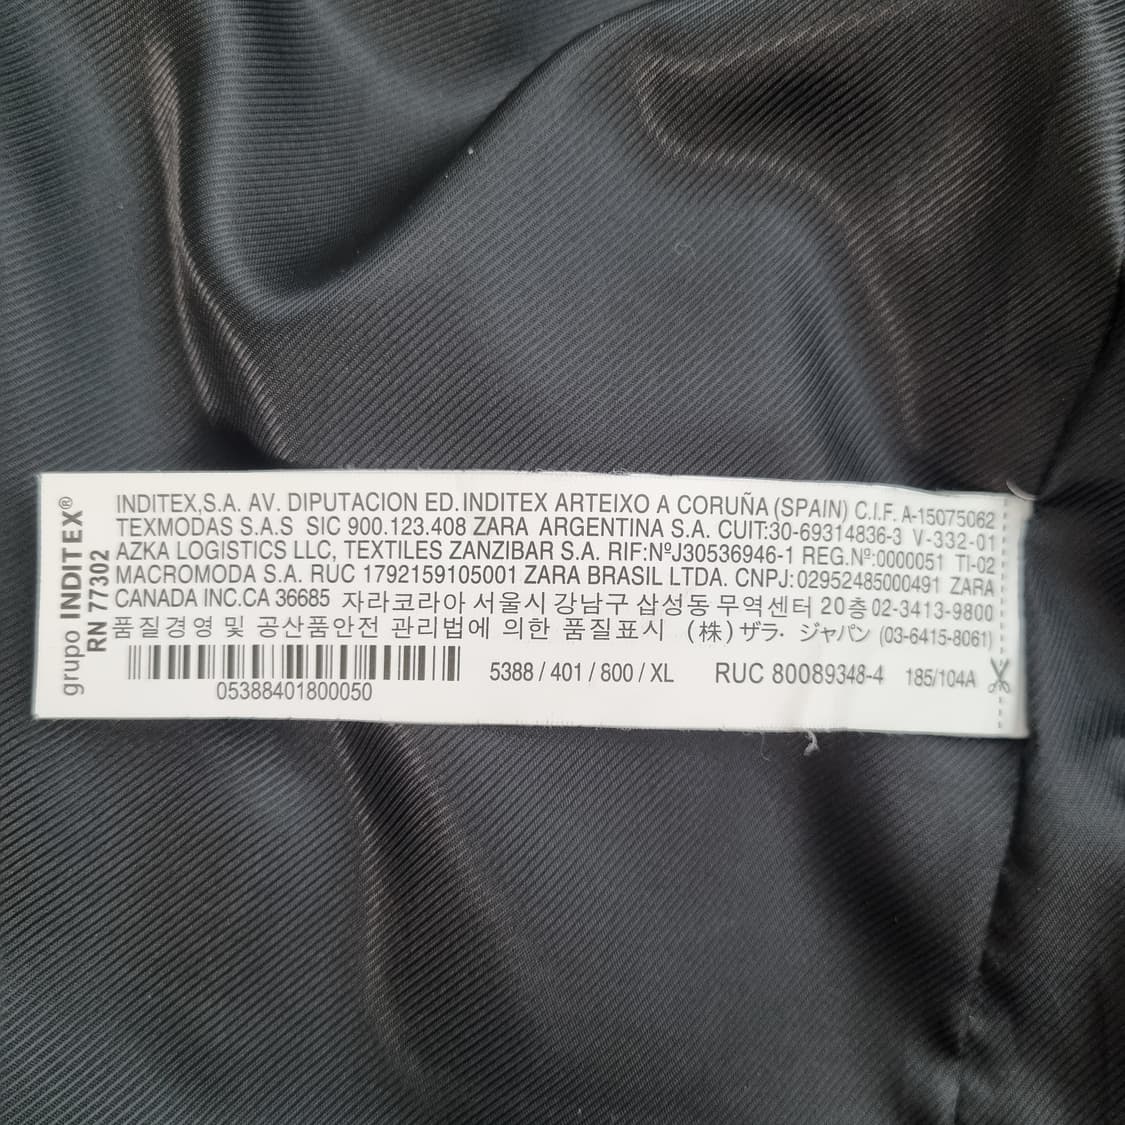 grupo INDITEX®
RN 77302
INDITEX,S.A. AV. DIPUTACION ED.INDITEX ARTEIXO A CORUÑA (SPAIN) C.I.F. A-15075062
TEXMODAS S.A.S SIC 900.123.408 ZARA ARGENTINA S.A. CUIT:30-69314836-3 V-332-01
AZKA LOGISTICS LLC, TEXTILES ZANZIBAR S.A. RIF:NºJ30536946-1 REG.Nº:0000051 TI-02
MACROMODA S.A. RUC 1792159105001 ZARA BRASIL LTDA. CNPJ:02952485000491 ZARA
CANADA INC.CA 36685 자라코리아 서울시 강남구 삼성동 무역센터 20층 02-3413-9800
품질경영 및 공산품안전 관리법에 의한 품질표시 (株)ザラ· ジャパン (03-6415-8061)
05388401800050
5388 / 401 / 800 / XL RUC 80089348-4 185/104A